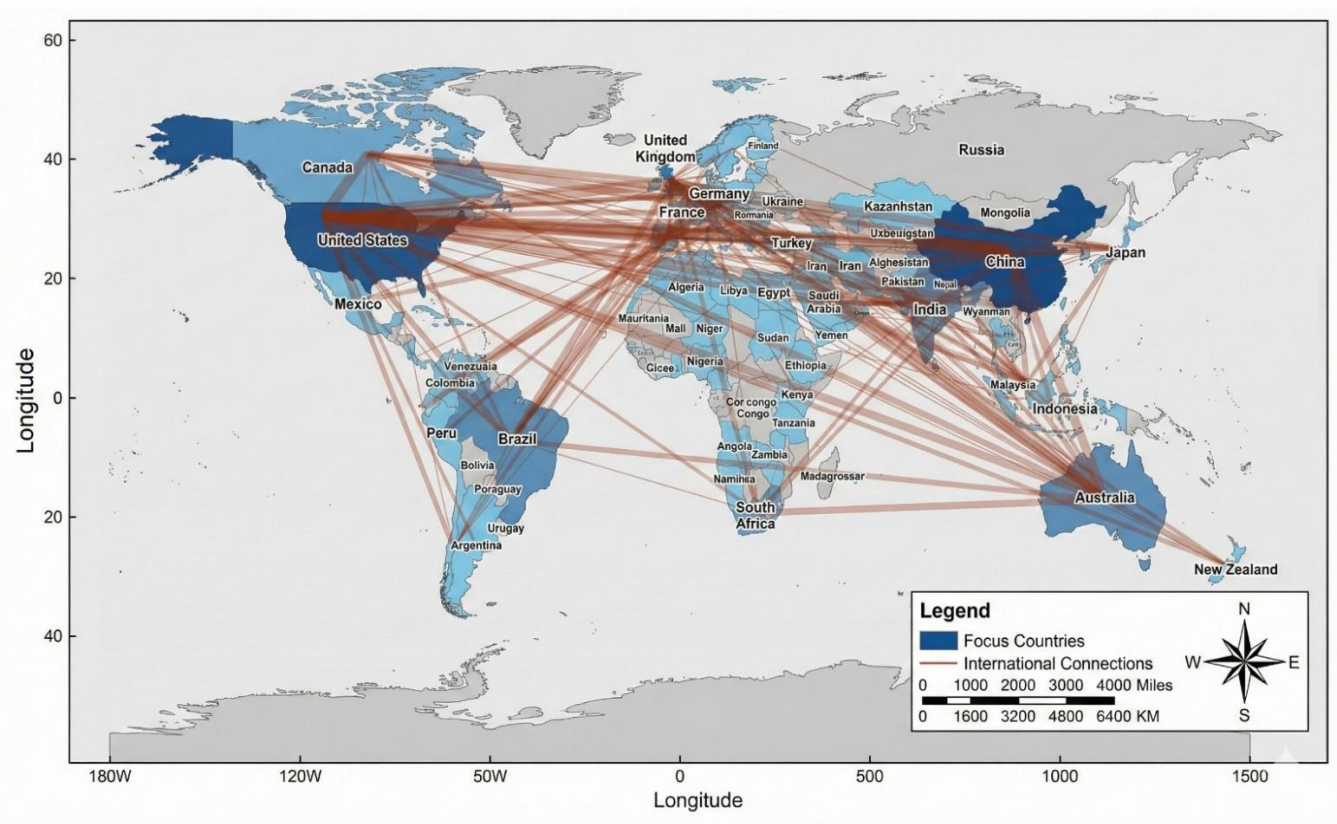 60
40
20
0
20
40
Longitude
180W
120W
50W
0
500
1000
1500
Longitude
Canada
United States
Mexico
Venezuaia
Colombia
Peru
Brazil
Bolivia
Poraguay
Urugay
Argentina
United
Kingdom
Finland
Germany
France
Ukraine
Rormania
Turkey
Russia
Kazanhstan
Mongolia
Uxbeuigstan
Iran
Iran
Alghesistan
Pakistan
Nepal
China
Japan
India
Wyanman
Algeria
Libya
Egypt
Saudi
Arabia
Mauritania
Mall
Niger
Sudan
Yemen
Gicee
Nigeria
Ethiopia
Kenya
Cor congo
Congo
Tanzania
Angola
Zambia
Naminsa
Madagrossar
South
Africa
Malaysia
Indonesia
Australia
New Zealand
Legend
Focus Countries
International Connections
0 1000 2000 3000 4000 Miles
0 1600 3200 4800 6400 KM
N
W E
S